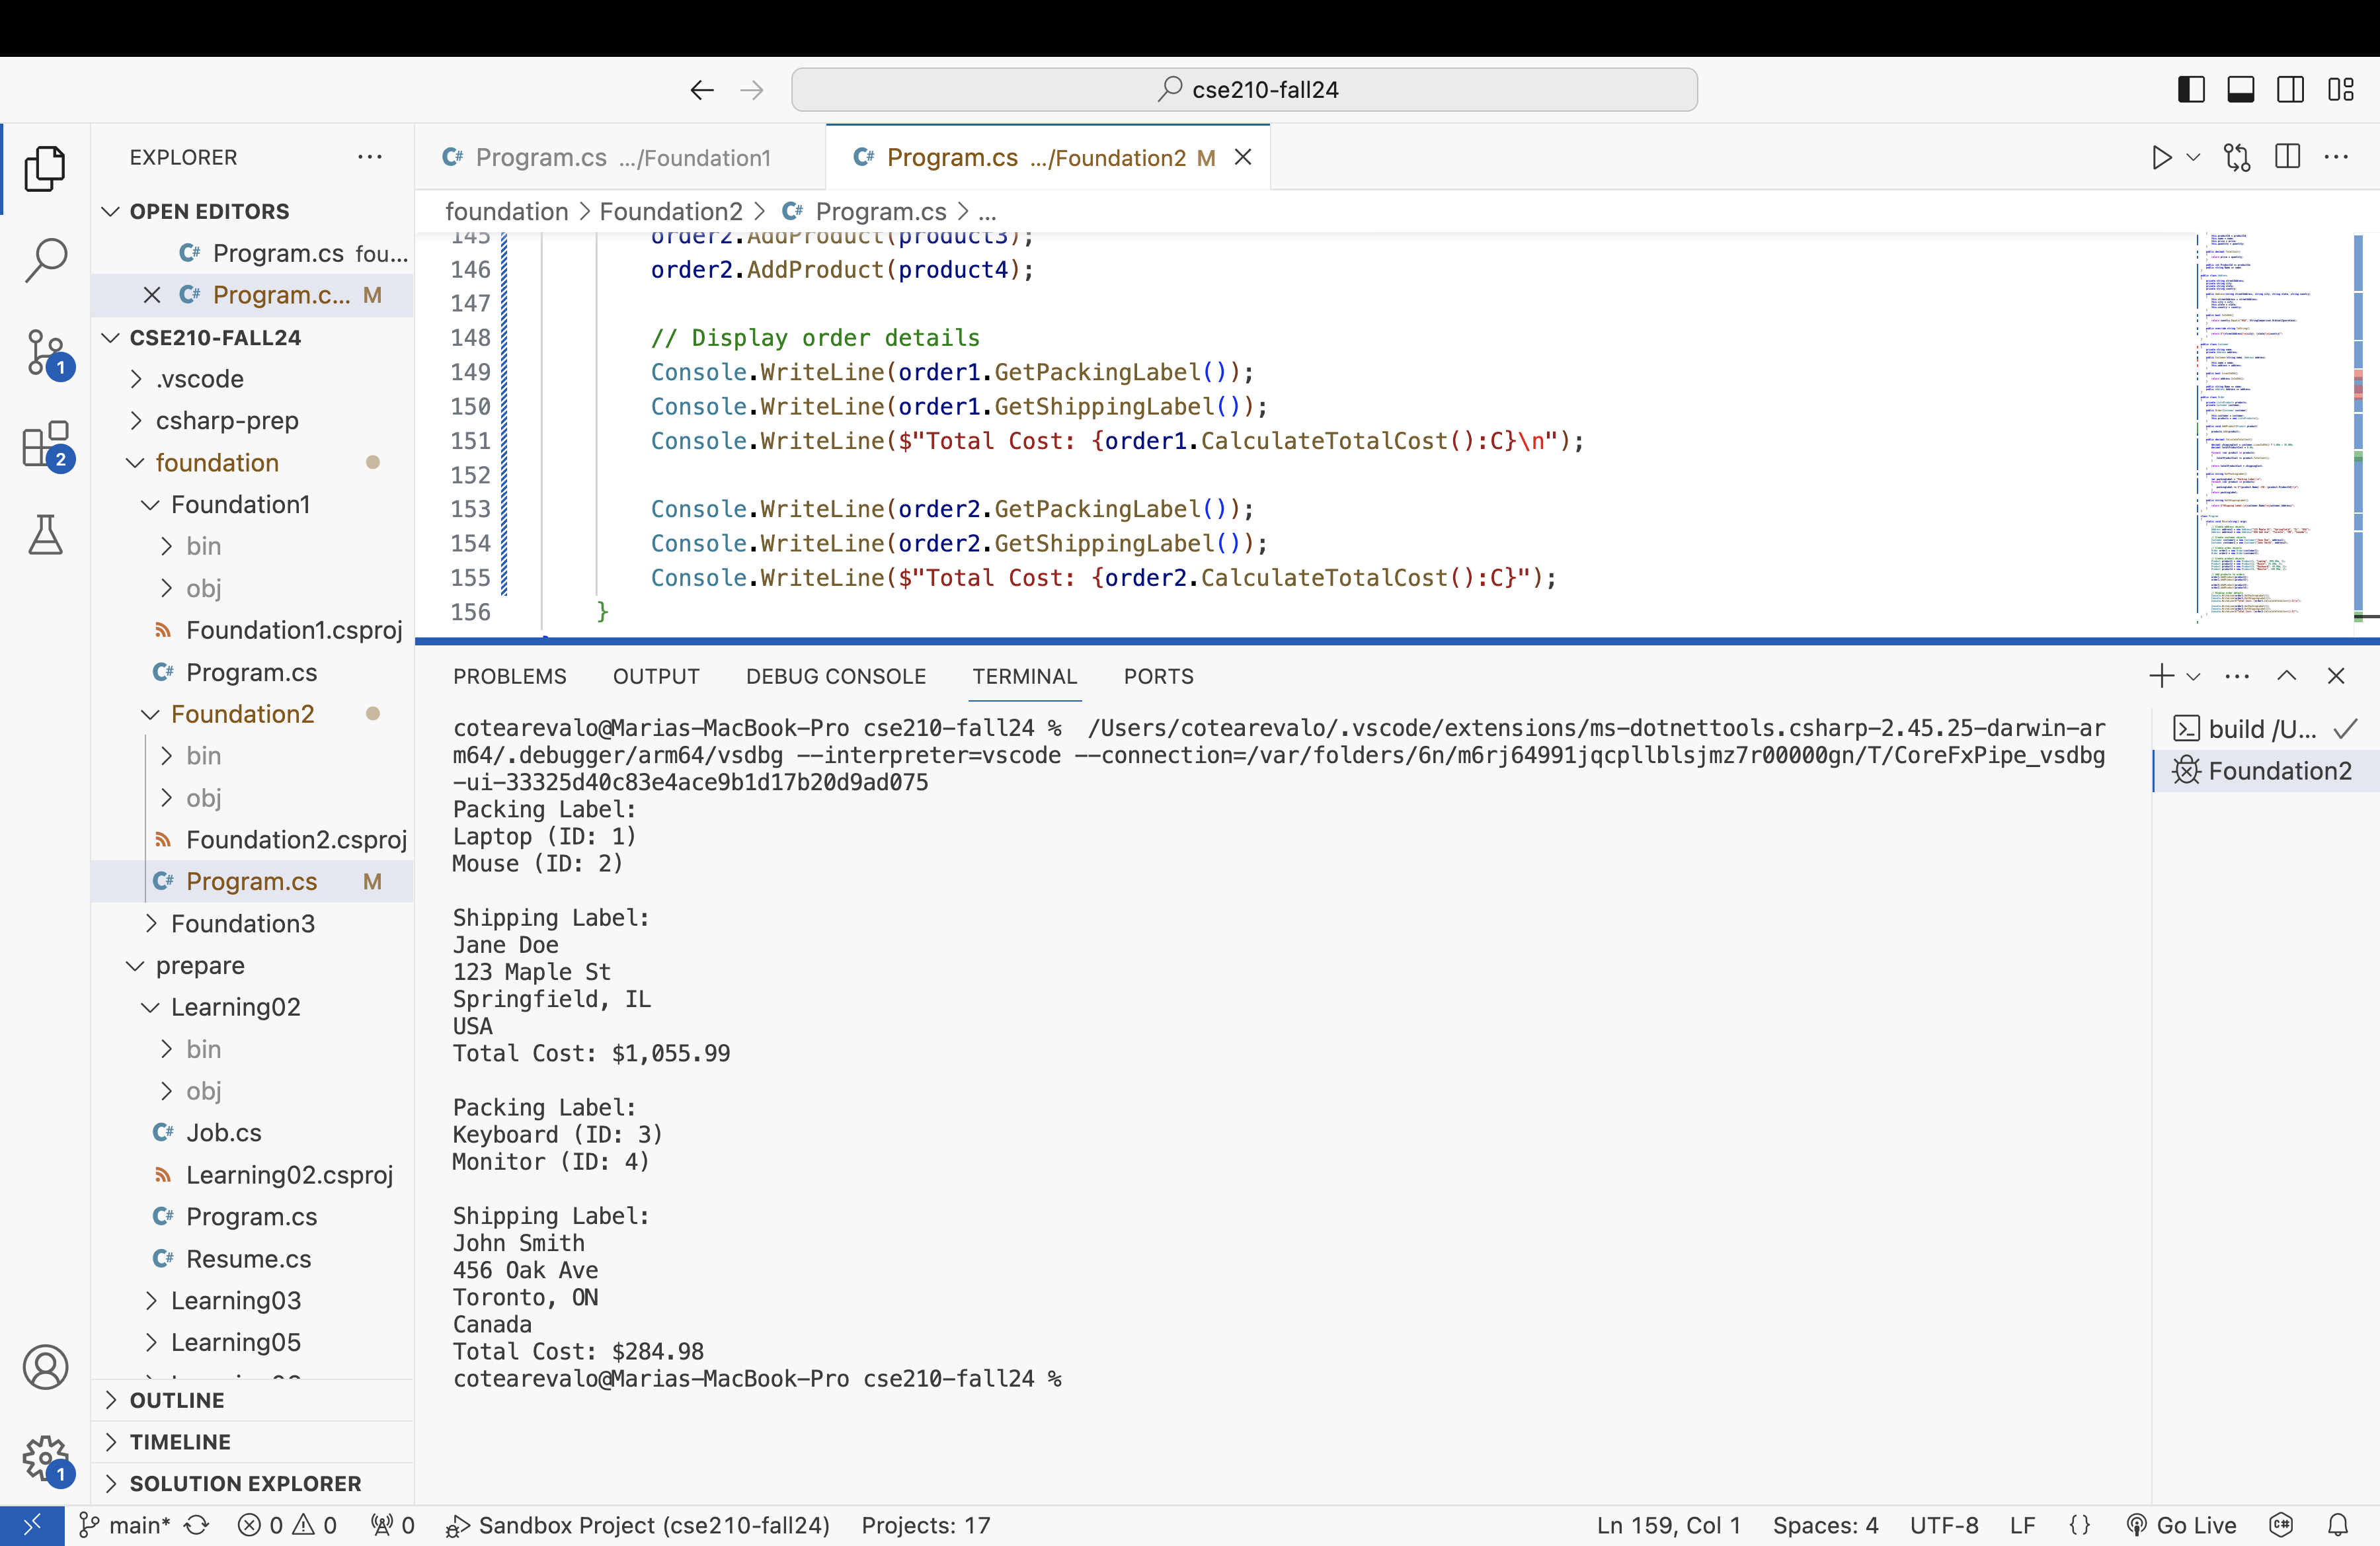 cse210-fall24
EXPLORER
Program.cs .../Foundation1
Program.cs .../Foundation2 M
OPEN EDITORS
Program.cs fou...
Program.c... M
CSE210-FALL24
.vscode
csharp-prep
foundation
Foundation1
bin
obj
Foundation1.csproj
Program.cs
Foundation2
bin
obj
Foundation2.csproj
Program.cs M
Foundation3
prepare
Learning02
bin
obj
Job.cs
Learning02.csproj
Program.cs
Resume.cs
Learning03
Learning05
OUTLINE
TIMELINE
SOLUTION EXPLORER
1
2
1
foundation > Foundation2 > Program.cs > ...
145 order2.AddProduct(product3);
146 order2.AddProduct(product4);
147
148 // Display order details
149 Console.WriteLine(order1.GetPackingLabel());
150 Console.WriteLine(order1.GetShippingLabel());
151 Console.WriteLine($"Total Cost: {order1.CalculateTotalCost():C}\n");
152
153 Console.WriteLine(order2.GetPackingLabel());
154 Console.WriteLine(order2.GetShippingLabel());
155 Console.WriteLine($"Total Cost: {order2.CalculateTotalCost():C}");
156 }
PROBLEMS OUTPUT DEBUG CONSOLE TERMINAL PORTS
cotearevalo@Marias-MacBook-Pro cse210-fall24 % /Users/cotearevalo/.vscode/extensions/ms-dotnettools.csharp-2.45.25-darwin-ar
m64/.debugger/arm64/vsdbg --interpreter=vscode --connection=/var/folders/6n/m6rj64991jqcpllblsjmz7r00000gn/T/CoreFxPipe_vsdbg
-ui-33325d40c83e4ace9b1d17b20d9ad075
Packing Label:
Laptop (ID: 1)
Mouse (ID: 2)
Shipping Label:
Jane Doe
123 Maple St
Springfield, IL
USA
Total Cost: $1,055.99
Packing Label:
Keyboard (ID: 3)
Monitor (ID: 4)
Shipping Label:
John Smith
456 Oak Ave
Toronto, ON
Canada
Total Cost: $284.98
cotearevalo@Marias-MacBook-Pro cse210-fall24 %
build /U...
Foundation2
main* 0 0 0 Sandbox Project (cse210-fall24) Projects: 17 Ln 159, Col 1 Spaces: 4 UTF-8 LF {} Go Live